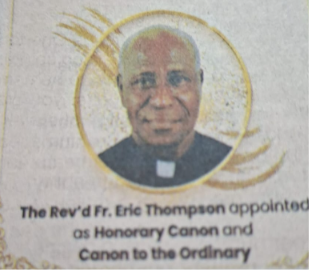 The Rev'd Fr. Eric Thompson appointed
as Honorary Canon and
Canon to the Ordinary